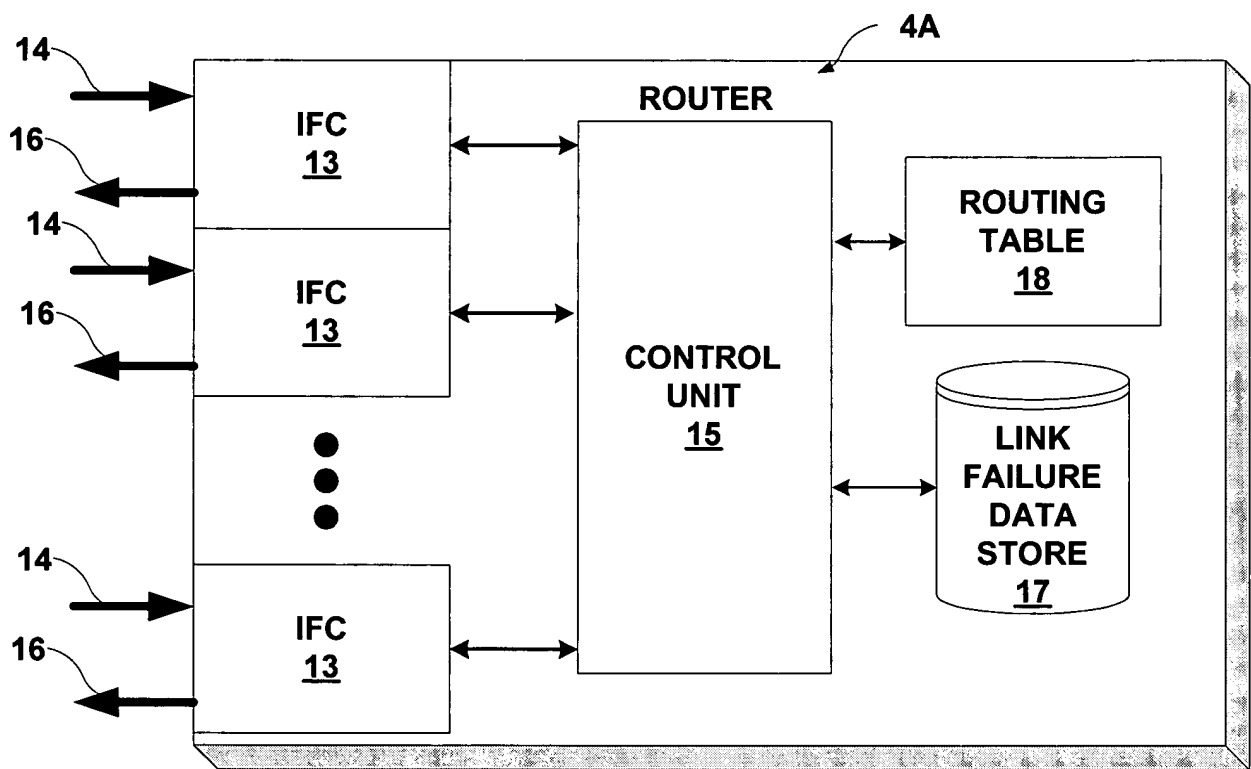 4A
ROUTER
14
16
IFC
13
14
16
IFC
13
14
16
IFC
13
CONTROL
UNIT
15
ROUTING
TABLE
18
LINK
FAILURE
DATA
STORE
17